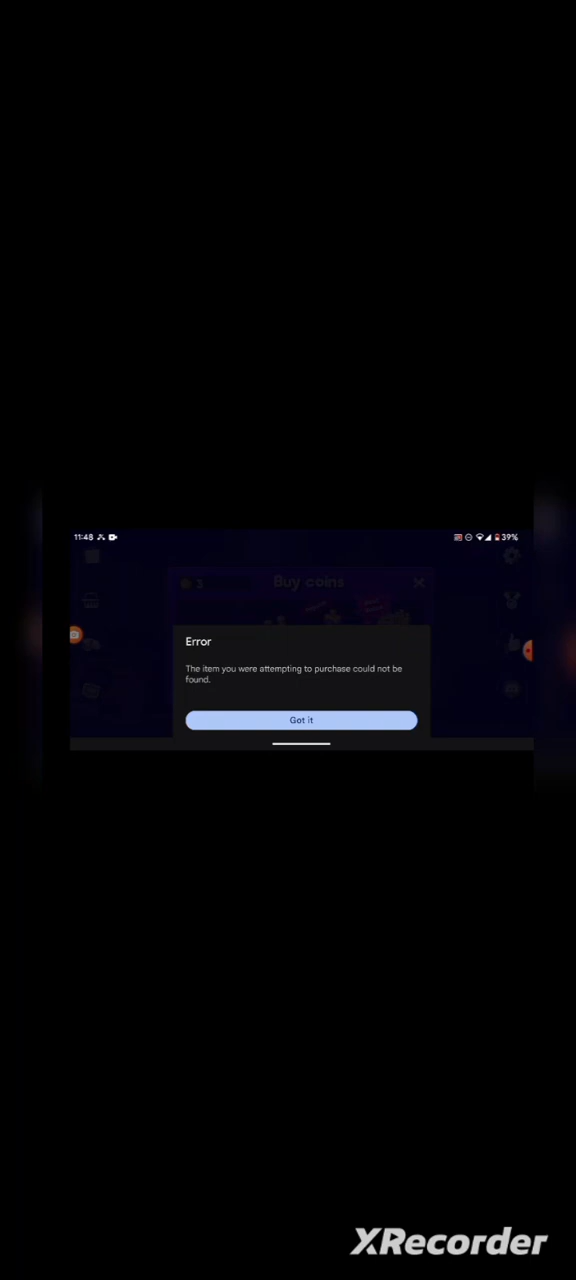 11:48
39%
3
Buy coins
Error
The item you were attempting to purchase could not be
found.
Got it
XRecorder